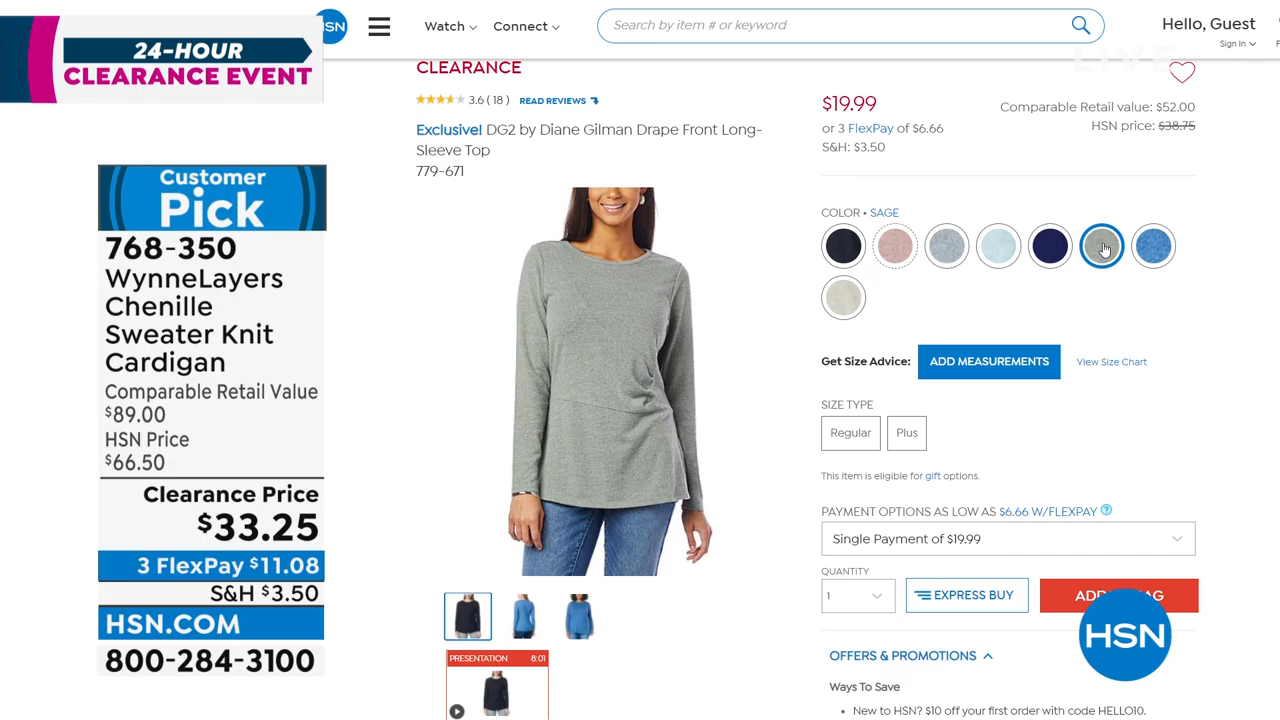 24-HOUR
CLEARANCE EVENT
HSN
Watch
Connect
Search by item # or keyword
Hello, Guest
Sign In
LIVE
CLEARANCE
3.6 ( 18 ) READ REVIEWS
Exclusive! DG2 by Diane Gilman Drape Front Long-
Sleeve Top
779-671
$19.99
or 3 FlexPay of $6.66
S&H: $3.50
Comparable Retail value: $52.00
HSN price: $38.75
COLOR • SAGE
Get Size Advice: ADD MEASUREMENTS View Size Chart
SIZE TYPE
Regular Plus
This item is eligible for gift options.
PAYMENT OPTIONS AS LOW AS $6.66 W/FLEXPAY ?
Single Payment of $19.99
QUANTITY
1
EXPRESS BUY
OFFERS & PROMOTIONS
Ways To Save
• New to HSN? $10 off your first order with code HELLO10.
PRESENTATION 8:01
Customer
Pick
768-350
WynneLayers
Chenille
Sweater Knit
Cardigan
Comparable Retail Value
$89.00
HSN Price
$66.50
Clearance Price
$33.25
3 FlexPay $11.08
S&H $3.50
HSN.COM
800-284-3100
HSN